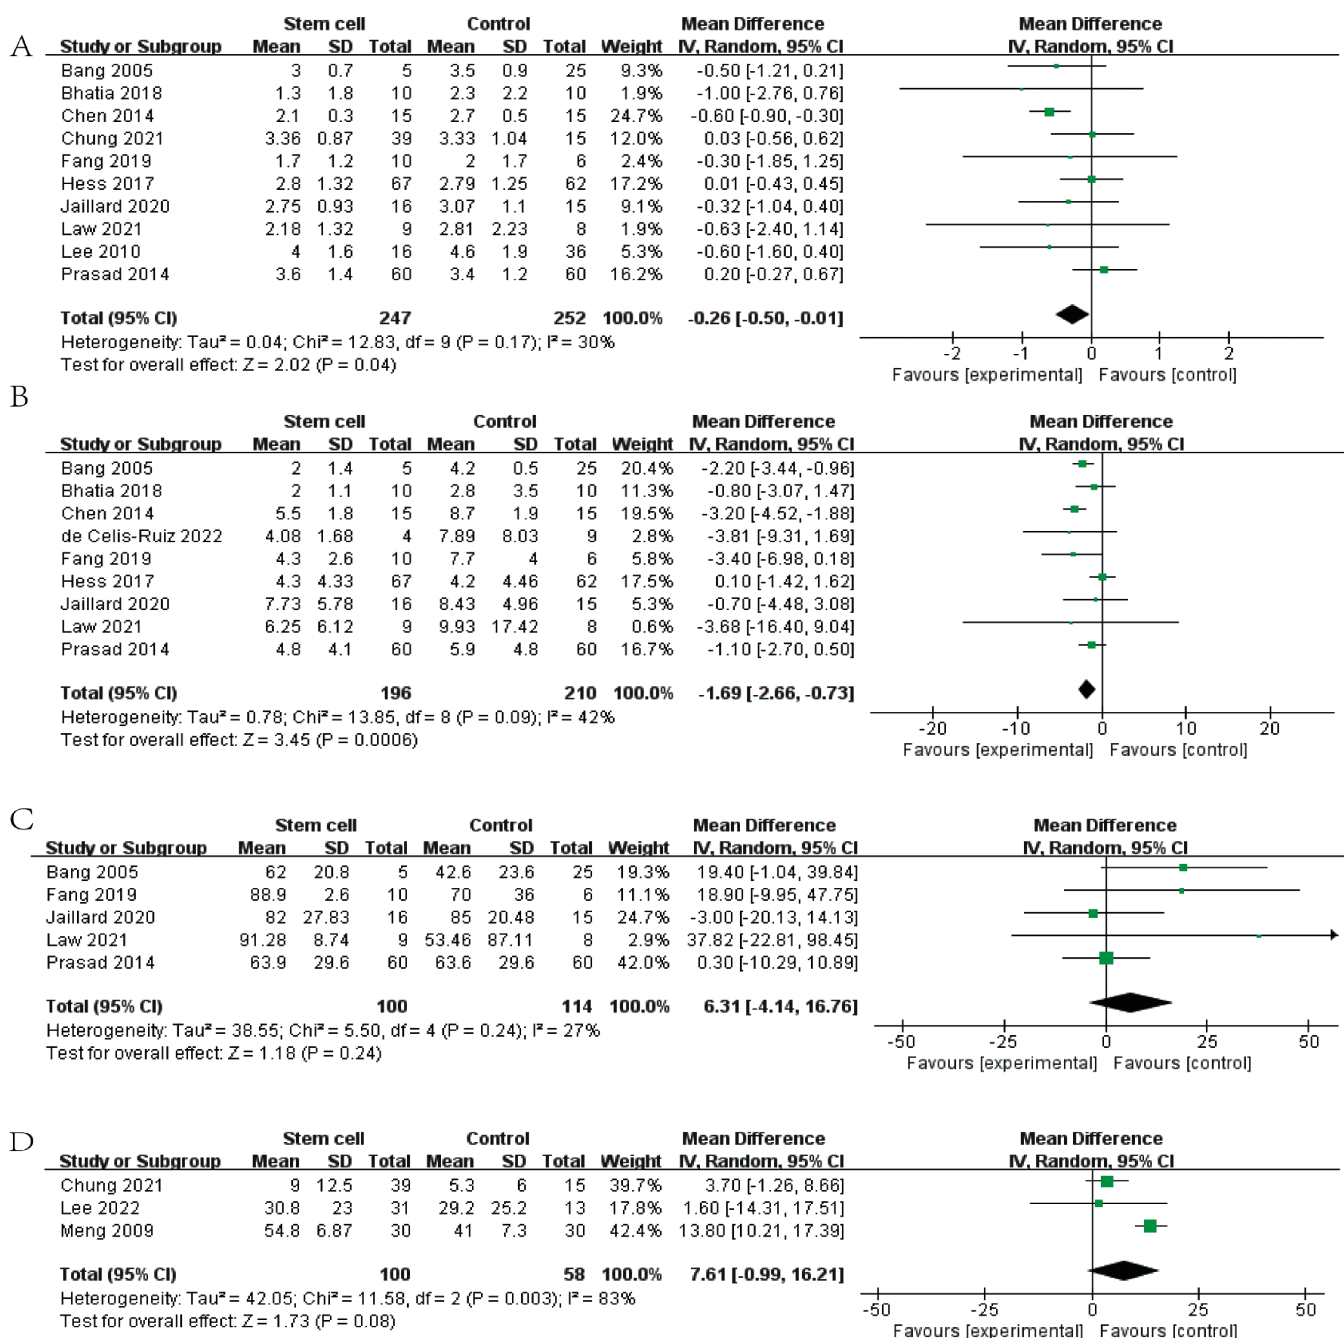 A
Stem cell Control Mean Difference Mean Difference
Study or Subgroup Mean SD Total Mean SD Total Weight IV, Random, 95% CI IV, Random, 95% CI
Bang 2005 3 0.7 5 3.5 0.9 25 9.3% -0.50 [-1.21, 0.21]
Bhatia 2018 1.3 1.8 10 2.3 2.2 10 1.9% -1.00 [-2.76, 0.76]
Chen 2014 2.1 0.3 15 2.7 0.5 15 24.7% -0.60 [-0.90, -0.30]
Chung 2021 3.36 0.87 39 3.33 1.04 15 12.0% 0.03 [-0.56, 0.62]
Fang 2019 1.7 1.2 10 2 1.7 6 2.4% -0.30 [-1.85, 1.25]
Hess 2017 2.8 1.32 67 2.79 1.25 62 17.2% 0.01 [-0.43, 0.45]
Jaillard 2020 2.75 0.93 16 3.07 1.1 15 9.1% -0.32 [-1.04, 0.40]
Law 2021 2.18 1.32 9 2.81 2.23 8 1.9% -0.63 [-2.40, 1.14]
Lee 2010 4 1.6 16 4.6 1.9 36 5.3% -0.60 [-1.60, 0.40]
Prasad 2014 3.6 1.4 60 3.4 1.2 60 16.2% 0.20 [-0.27, 0.67]
Total (95% CI) 247 252 100.0% -0.26 [-0.50, -0.01]
Heterogeneity: Tau² = 0.04; Chi² = 12.83, df = 9 (P = 0.17); I² = 30%
Test for overall effect: Z = 2.02 (P = 0.04)
-2 -1 0 1 2
Favours [experimental] Favours [control]
B
Stem cell Control Mean Difference Mean Difference
Study or Subgroup Mean SD Total Mean SD Total Weight IV, Random, 95% CI IV, Random, 95% CI
Bang 2005 2 1.4 5 4.2 0.5 25 20.4% -2.20 [-3.44, -0.96]
Bhatia 2018 2 1.1 10 2.8 3.5 10 11.3% -0.80 [-3.07, 1.47]
Chen 2014 5.5 1.8 15 8.7 1.9 15 19.5% -3.20 [-4.52, -1.88]
de Celis-Ruiz 2022 4.08 1.68 4 7.89 8.03 9 2.8% -3.81 [-9.31, 1.69]
Fang 2019 4.3 2.6 10 7.7 4 6 5.8% -3.40 [-6.98, 0.18]
Hess 2017 4.3 4.33 67 4.2 4.46 62 17.5% 0.10 [-1.42, 1.62]
Jaillard 2020 7.73 5.78 16 8.43 4.96 15 5.3% -0.70 [-4.48, 3.08]
Law 2021 6.25 6.12 9 9.93 17.42 8 0.6% -3.68 [-16.40, 9.04]
Prasad 2014 4.8 4.1 60 5.9 4.8 60 16.7% -1.10 [-2.70, 0.50]
Total (95% CI) 196 210 100.0% -1.69 [-2.66, -0.73]
Heterogeneity: Tau² = 0.78; Chi² = 13.85, df = 8 (P = 0.09); I² = 42%
Test for overall effect: Z = 3.45 (P = 0.0006)
-20 -10 0 10 20
Favours [experimental] Favours [control]
C
Stem cell Control Mean Difference Mean Difference
Study or Subgroup Mean SD Total Mean SD Total Weight IV, Random, 95% CI IV, Random, 95% CI
Bang 2005 62 20.8 5 42.6 23.6 25 19.3% 19.40 [-1.04, 39.84]
Fang 2019 88.9 2.6 10 70 36 6 11.1% 18.90 [-9.95, 47.75]
Jaillard 2020 82 27.83 16 85 20.48 15 24.7% -3.00 [-20.13, 14.13]
Law 2021 91.28 8.74 9 53.46 87.11 8 2.9% 37.82 [-22.81, 98.45]
Prasad 2014 63.9 29.6 60 63.6 29.6 60 42.0% 0.30 [-10.29, 10.89]
Total (95% CI) 100 114 100.0% 6.31 [-4.14, 16.76]
Heterogeneity: Tau² = 38.55; Chi² = 5.50, df = 4 (P = 0.24); I² = 27%
Test for overall effect: Z = 1.18 (P = 0.24)
-50 -25 0 25 50
Favours [experimental] Favours [control]
D
Stem cell Control Mean Difference Mean Difference
Study or Subgroup Mean SD Total Mean SD Total Weight IV, Random, 95% CI IV, Random, 95% CI
Chung 2021 9 12.5 39 5.3 6 15 39.7% 3.70 [-1.26, 8.66]
Lee 2022 30.8 23 31 29.2 25.2 13 17.8% 1.60 [-14.31, 17.51]
Meng 2009 54.8 6.87 30 41 7.3 30 42.4% 13.80 [10.21, 17.39]
Total (95% CI) 100 58 100.0% 7.61 [-0.99, 16.21]
Heterogeneity: Tau² = 42.05; Chi² = 11.58, df = 2 (P = 0.003); I² = 83%
Test for overall effect: Z = 1.73 (P = 0.08)
-50 -25 0 25 50
Favours [experimental] Favours [control]